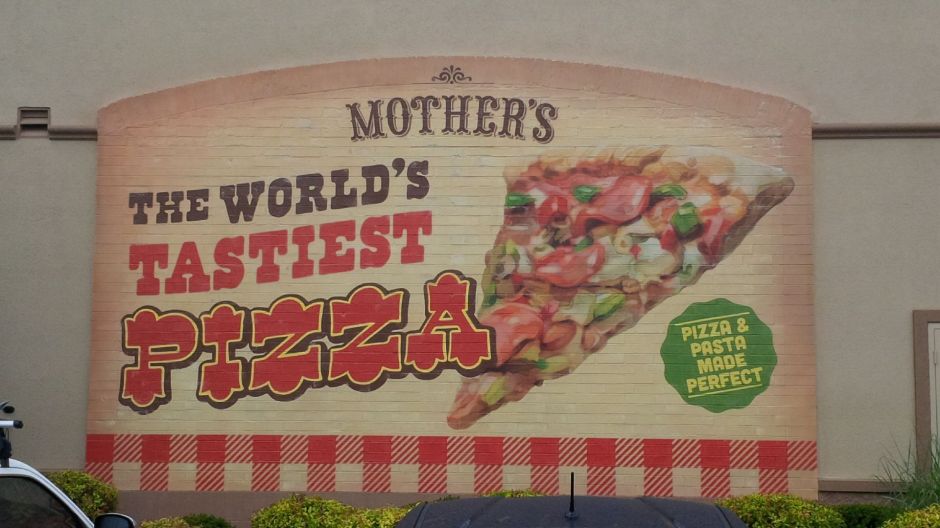 MOTHER'S
THE WORLD'S
TASTIEST
PIZZA
PIZZA &
PASTA
MADE
PERFECT